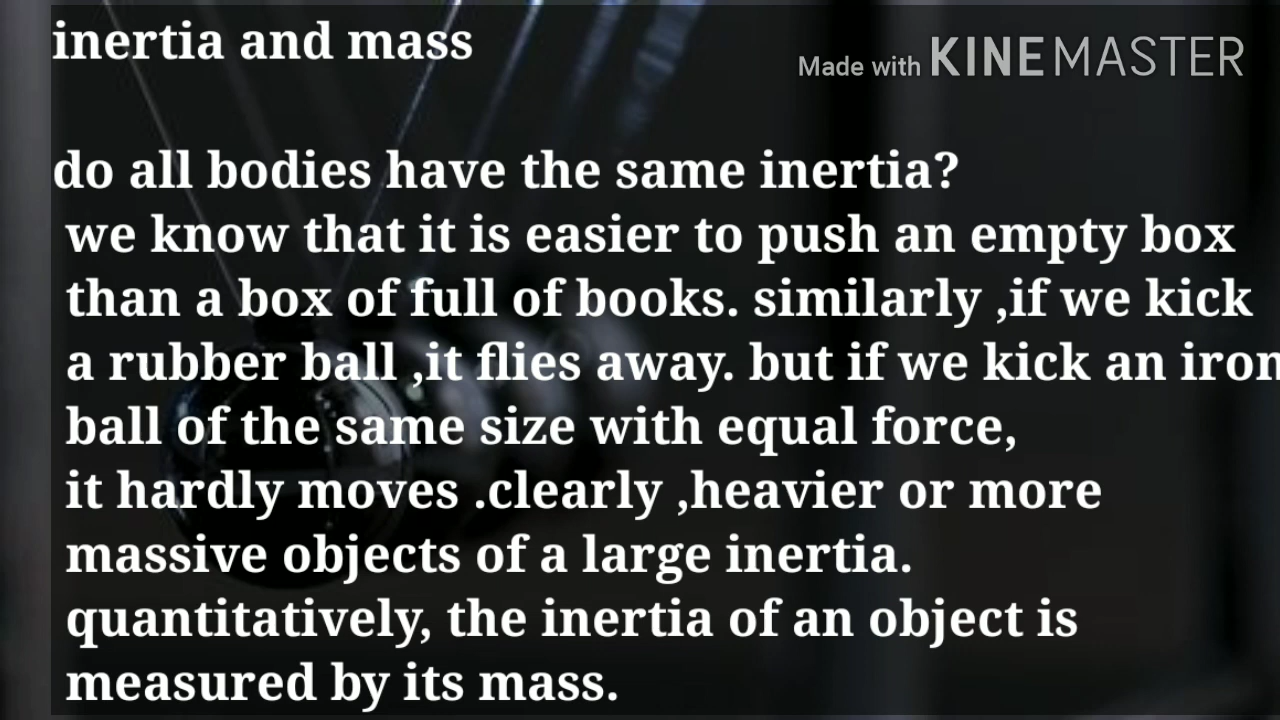 inertia and mass
Made with KINEMASTER
do all bodies have the same inertia?
we know that it is easier to push an empty box
than a box of full of books. similarly ,if we kick
a rubber ball ,it flies away. but if we kick an iron
ball of the same size with equal force,
it hardly moves .clearly ,heavier or more
massive objects of a large inertia.
quantitatively, the inertia of an object is
measured by its mass.